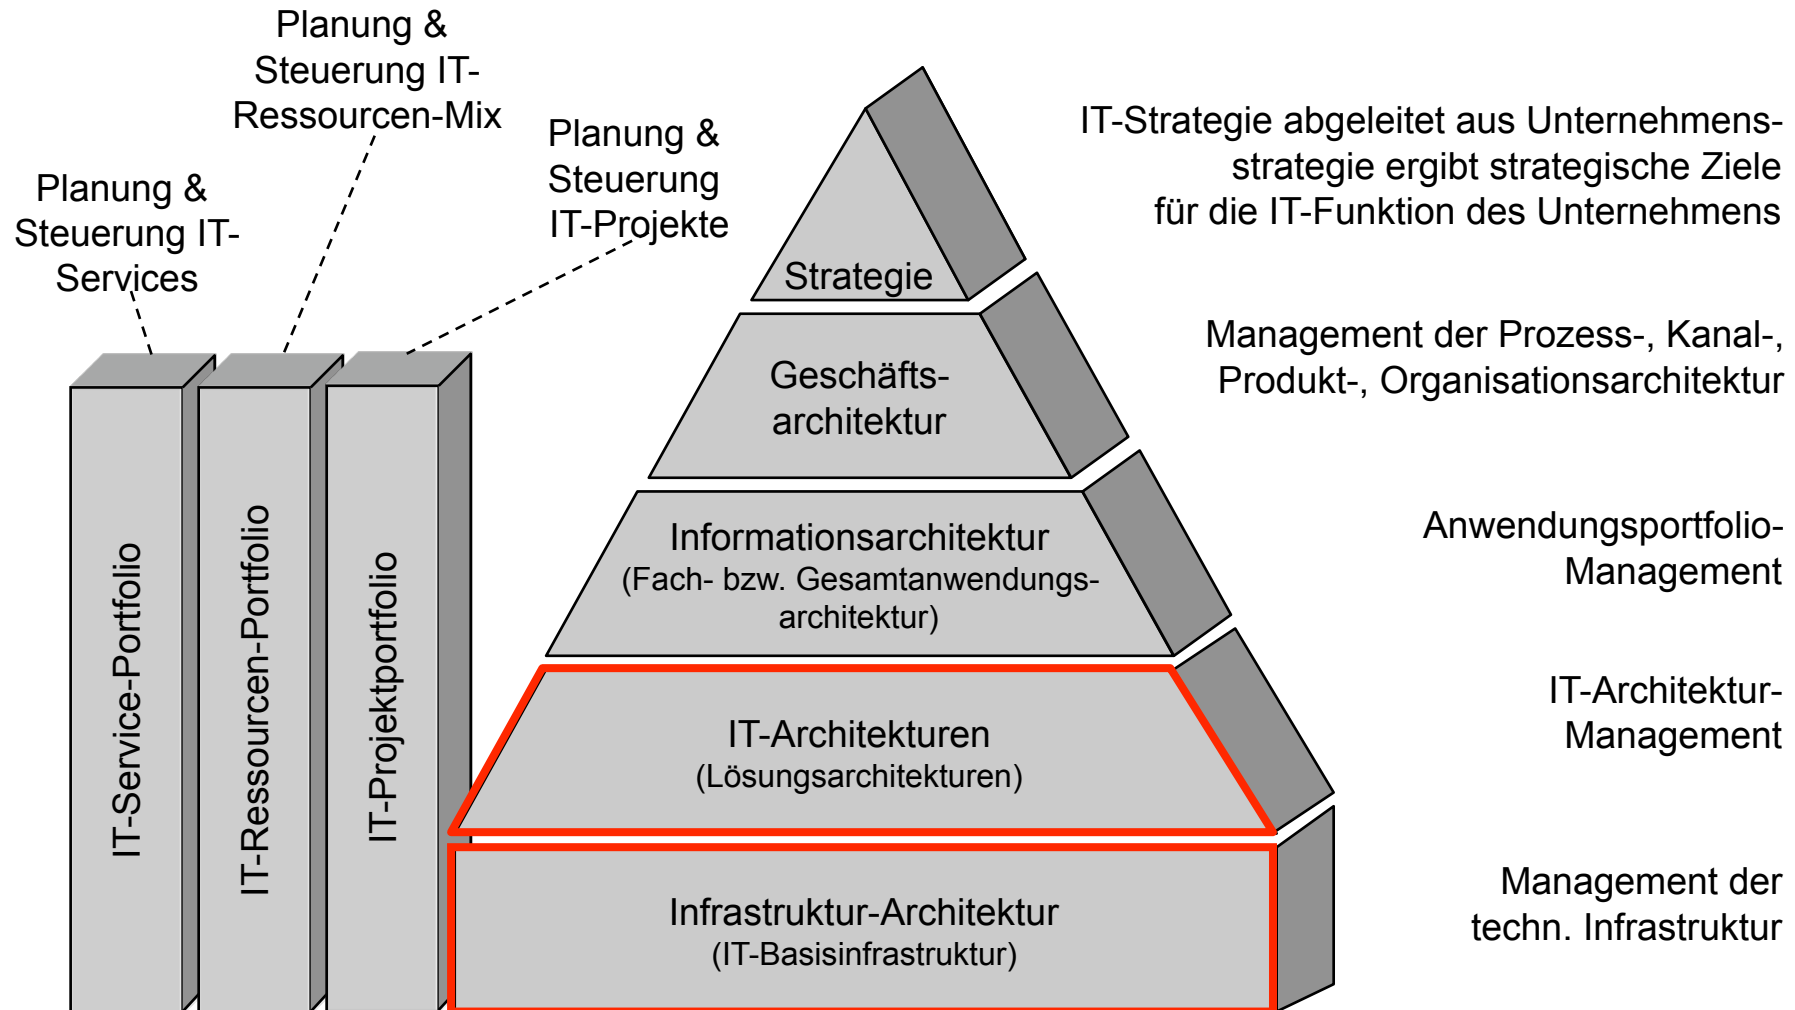 Planung &
Steuerung IT-
Ressourcen-Mix
Planung &
Steuerung
IT-Projekte
Planung &
Steuerung IT-
Services
IT-Service-Portfolio
IT-Ressourcen-Portfolio
IT-Projektportfolio
Strategie
IT-Strategie abgeleitet aus Unternehmens-
strategie ergibt strategische Ziele
für die IT-Funktion des Unternehmens
Geschäfts-
architektur
Management der Prozess-, Kanal-,
Produkt-, Organisationsarchitektur
Informationsarchitektur
(Fach- bzw. Gesamtanwendungs-
architektur)
Anwendungsportfolio-
Management
IT-Architekturen
(Lösungsarchitekturen)
IT-Architektur-
Management
Infrastruktur-Architektur
(IT-Basisinfrastruktur)
Management der
techn. Infrastruktur